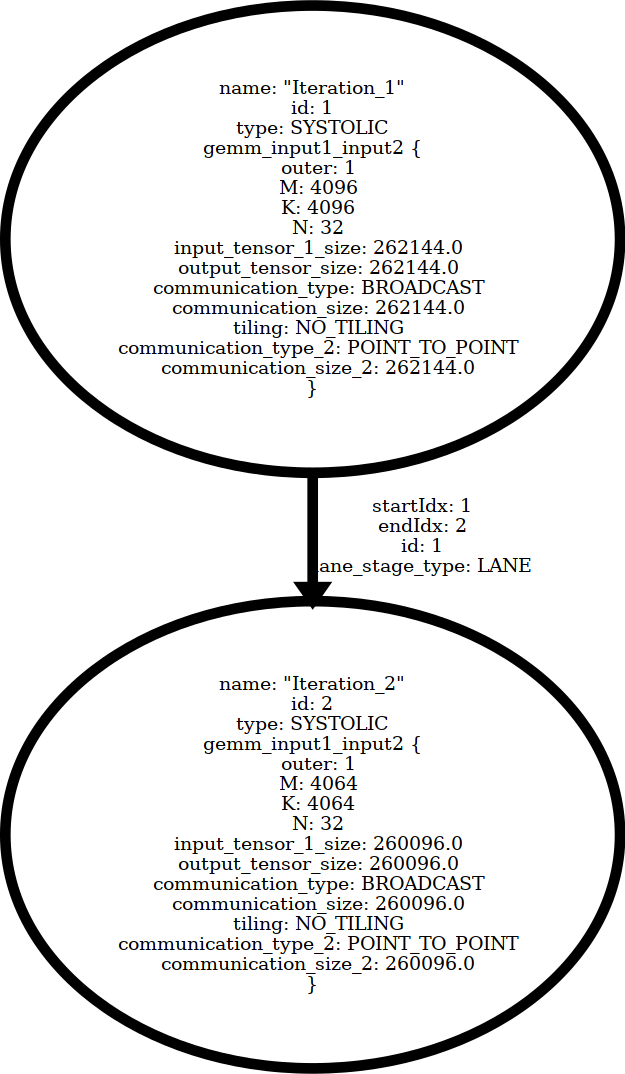 name: "Iteration_1"
id: 1
type: SYSTOLIC
gemm_input1_input2 {
outer: 1
M: 4096
K: 4096
N: 32
input_tensor_1_size: 262144.0
output_tensor_size: 262144.0
communication_type: BROADCAST
communication_size: 262144.0
tiling: NO_TILING
communication_type_2: POINT_TO_POINT
communication_size_2: 262144.0
}
startIdx: 1
endIdx: 2
id: 1
lane_stage_type: LANE
name: "Iteration_2"
id: 2
type: SYSTOLIC
gemm_input1_input2 {
outer: 1
M: 4064
K: 4064
N: 32
input_tensor_1_size: 260096.0
output_tensor_size: 260096.0
communication_type: BROADCAST
communication_size: 260096.0
tiling: NO_TILING
communication_type_2: POINT_TO_POINT
communication_size_2: 260096.0
}